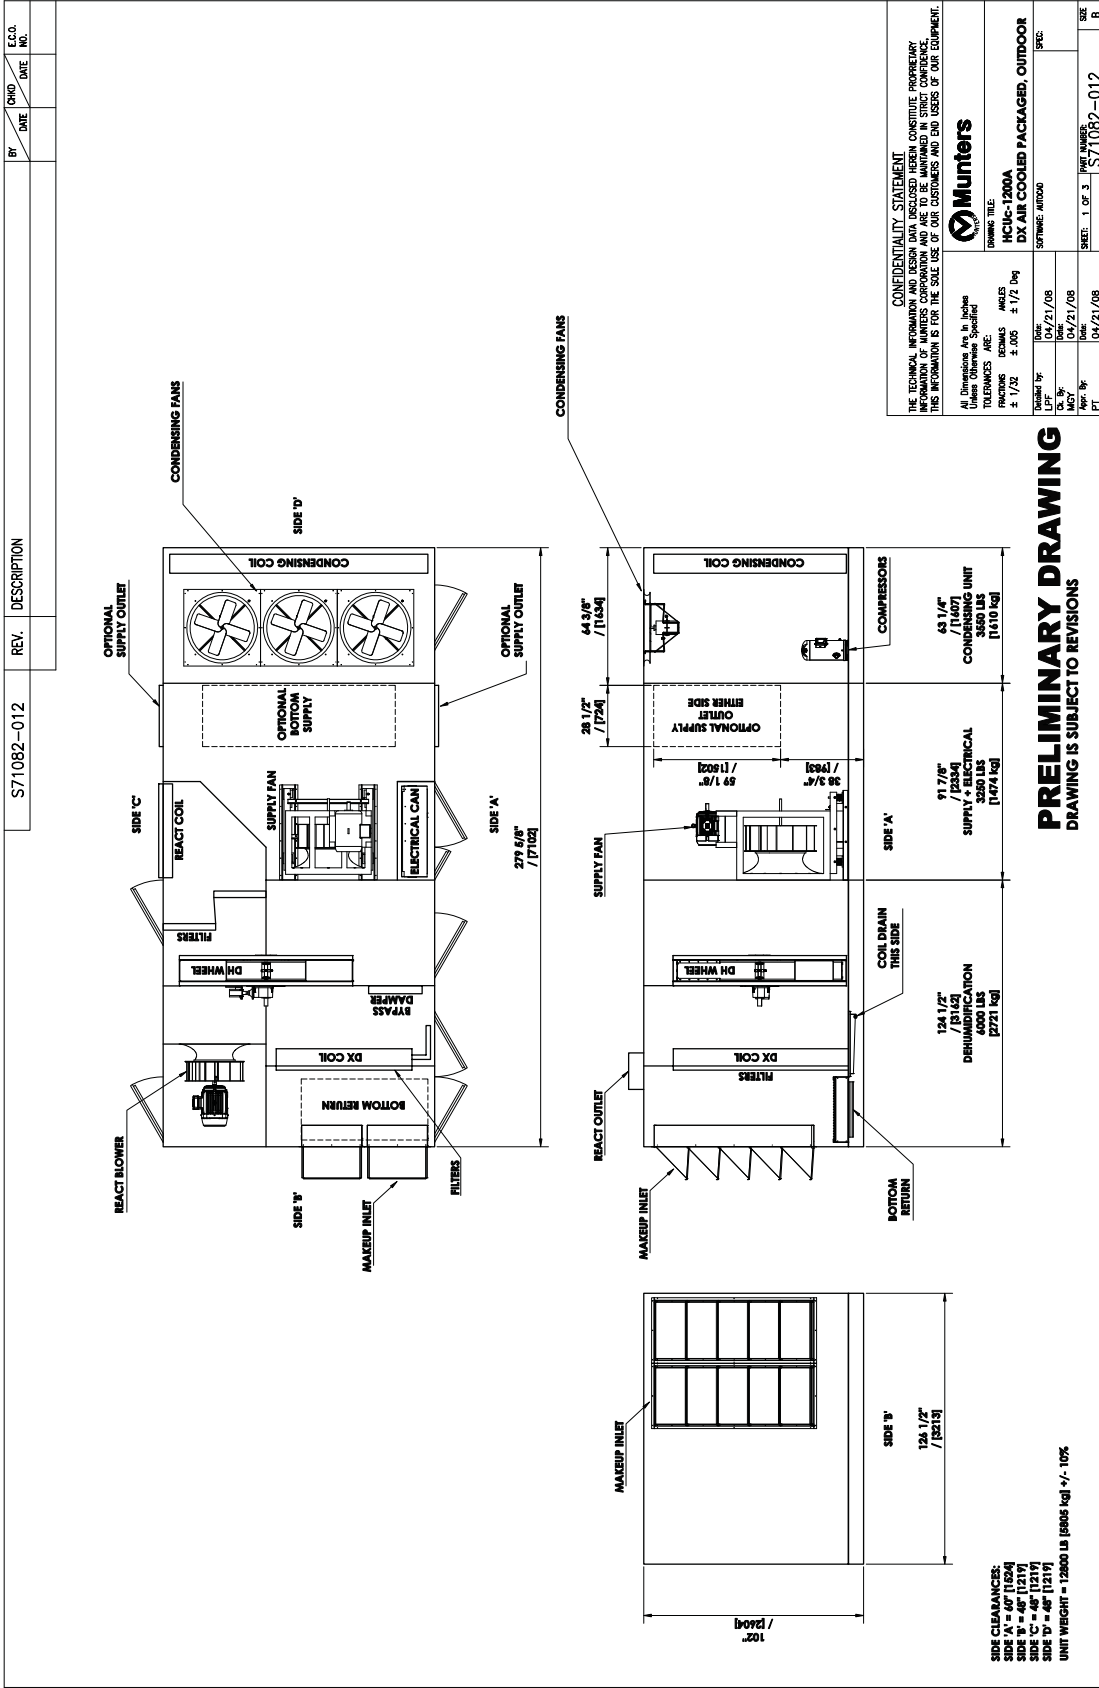 S71082-012
REV.
DESCRIPTION
BY
DATE
CHKD
DATE
E.C.O.
NO.
OPTIONAL
SUPPLY OUTLET
CONDENSING FANS
SIDE 'C'
REACT COIL
SUPPLY FAN
OPTIONAL
BOTTOM
SUPPLY
CONDENSING COIL
SIDE 'D'
FILTERS
DH WHEEL
BYPASS
DAMPER
DX COIL
BOTTOM RETURN
ELECTRICAL CAN
REACT BLOWER
SIDE 'B'
MAKEUP INLET
FILTERS
SIDE 'A'
OPTIONAL
SUPPLY OUTLET
279 5/8"
/ [7102]
CONDENSING FANS
64 3/8"
/ [1634]
28 1/2"
/ [724]
SUPPLY FAN
REACT OUTLET
MAKEUP INLET
OPTIONAL SUPPLY
OUTLET
EITHER SIDE
59 1/8"
/ [1502]
38 3/4"
/ [983]
CONDENSING COIL
DH WHEEL
DX COIL
FILTERS
COMPRESSORS
SIDE 'A'
COIL DRAIN
THIS SIDE
BOTTOM
RETURN
124 1/2"
/ [3162]
DEHUMIDIFICATION
6000 LBS
[2721 kg]
91 7/8"
/ [2334]
SUPPLY + ELECTRICAL
3250 LBS
[1474 kg]
63 1/4"
/ [1607]
CONDENSING UNIT
3550 LBS
[1610 kg]
MAKEUP INLET
SIDE 'B'
126 1/2"
/ [3213]
102"
/ [2604]
SIDE CLEARANCES:
SIDE 'A' = 60" [1524]
SIDE 'B' = 48" [1219]
SIDE 'C' = 48" [1219]
SIDE 'D' = 48" [1219]
UNIT WEIGHT = 12800 LB [5805 kg] +/- 10%
PRELIMINARY DRAWING
DRAWING IS SUBJECT TO REVISIONS
CONFIDENTIALITY STATEMENT
THE TECHNICAL INFORMATION AND DESIGN DATA DISCLOSED HEREIN CONSTITUTE PROPRIETARY
INFORMATION OF MUNTERS CORPORATION AND ARE TO BE MAINTAINED IN STRICT CONFIDENCE.
THIS INFORMATION IS FOR THE SOLE USE OF OUR CUSTOMERS AND END USERS OF OUR EQUIPMENT.
All Dimensions Are In Inches
Unless Otherwise Specified
TOLERANCES ARE:
FRACTIONS DECIMALS ANGLES
± 1/32 ± .005 ± 1/2 Deg
Munters
DRAWING TITLE:
HCUc-1200A
DX AIR COOLED PACKAGED, OUTDOOR
Detailed by:
LPF
Date:
04/21/08
Ck. By:
MGY
Date:
04/21/08
Appr. By:
PT
Date:
04/21/08
SOFTWARE: AUTOCAD
SPEC:
SHEET: 1 OF 3
PART NUMBER:
S71082-012
SIZE
B